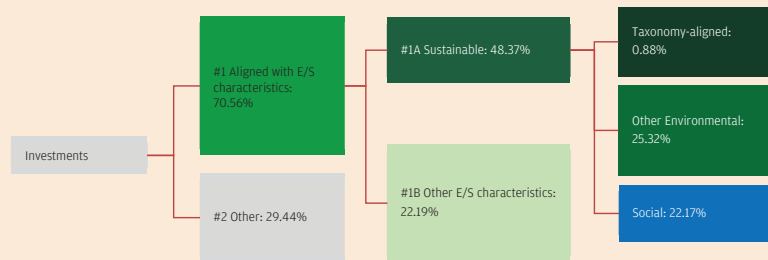 Investments
#1 Aligned with E/S
characteristics:
70.56%
#2 Other: 29.44%
#1A Sustainable: 48.37%
#1B Other E/S characteristics:
22.19%
Taxonomy-aligned:
0.88%
Other Environmental:
25.32%
Social: 22.17%